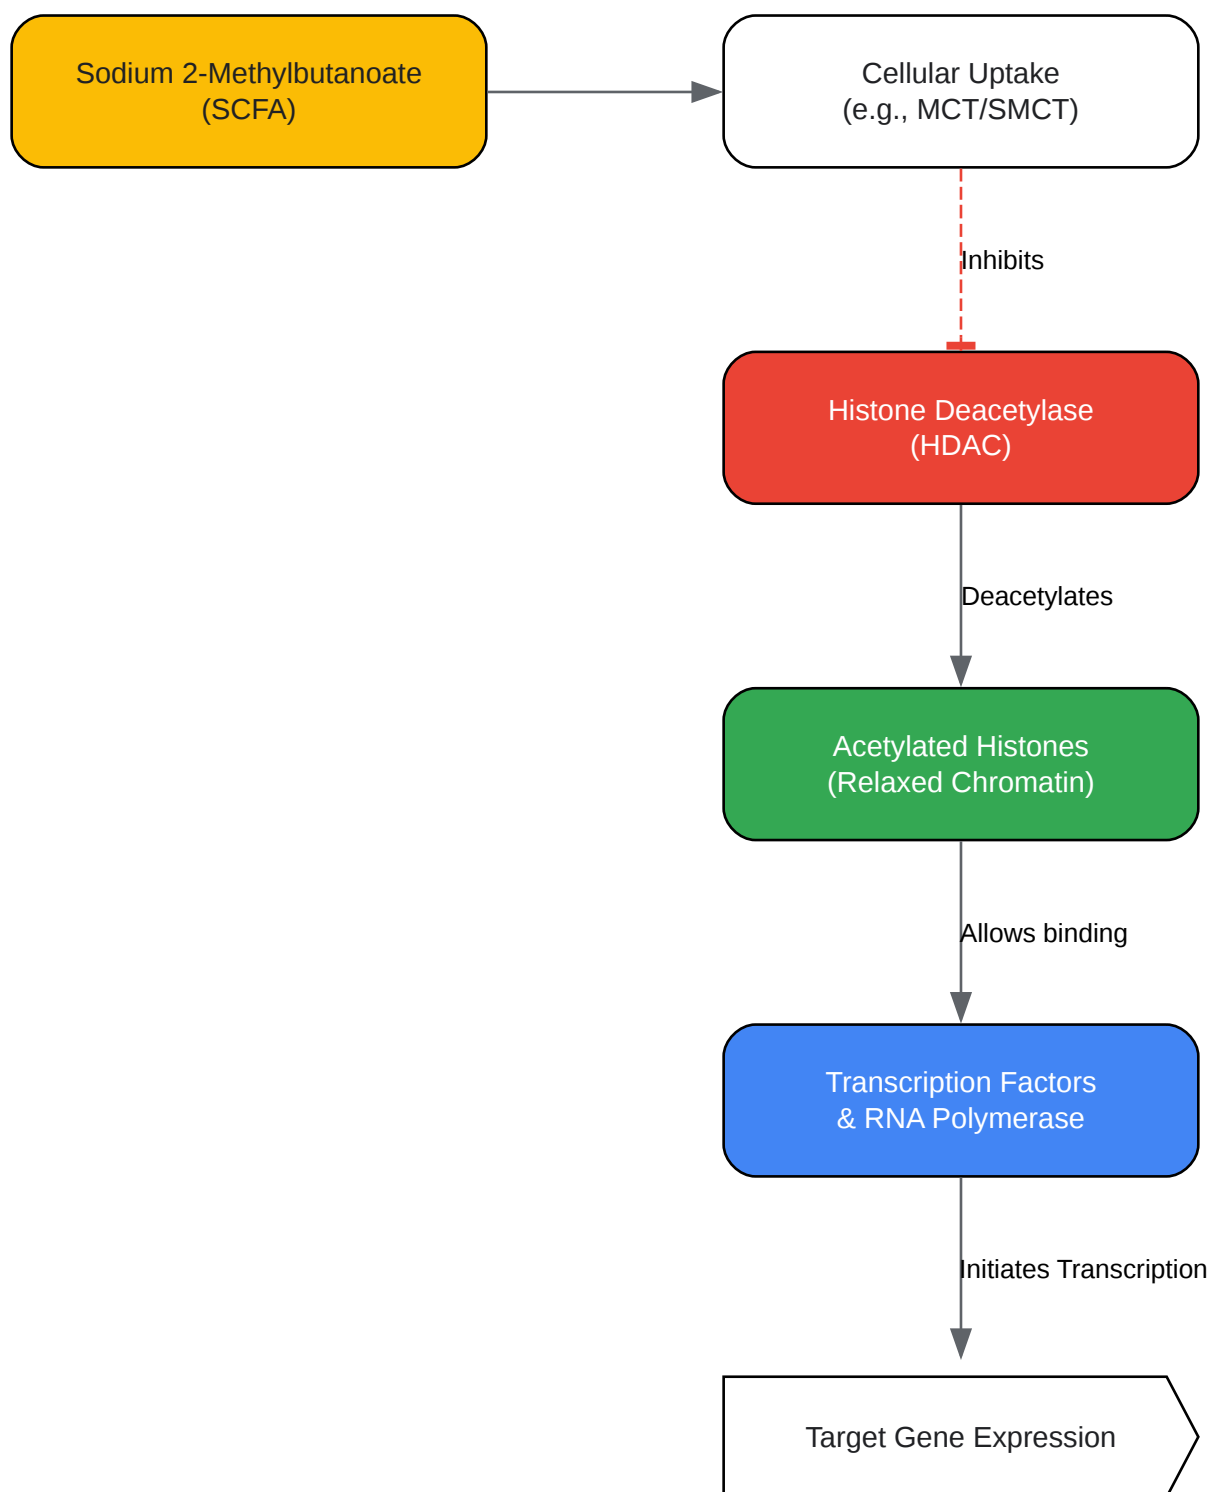 Sodium 2-Methylbutanoate
(SCFA)
Cellular Uptake
(e.g., MCT/SMCT)
Inhibits
Histone Deacetylase
(HDAC)
Deacetylates
Acetylated Histones
(Relaxed Chromatin)
Allows binding
Transcription Factors
& RNA Polymerase
Initiates Transcription
Target Gene Expression